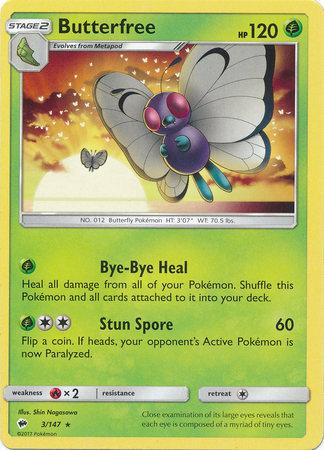 STAGE 2 Butterfree HP 120
Evolves from Metapod
NO. 012 Butterfly Pokémon HT: 3'07" WT: 70.5 lbs.
Bye-Bye Heal
Heal all damage from all of your Pokémon. Shuffle this
Pokémon and all cards attached to it into your deck.
Stun Spore 60
Flip a coin. If heads, your opponent's Active Pokémon is
now Paralyzed.
weakness × 2 resistance retreat
Illus. Shin Nagasawa
3/147 ★
©2017 Pokémon
Close examination of its large eyes reveals that
each eye is composed of a myriad of tiny eyes.